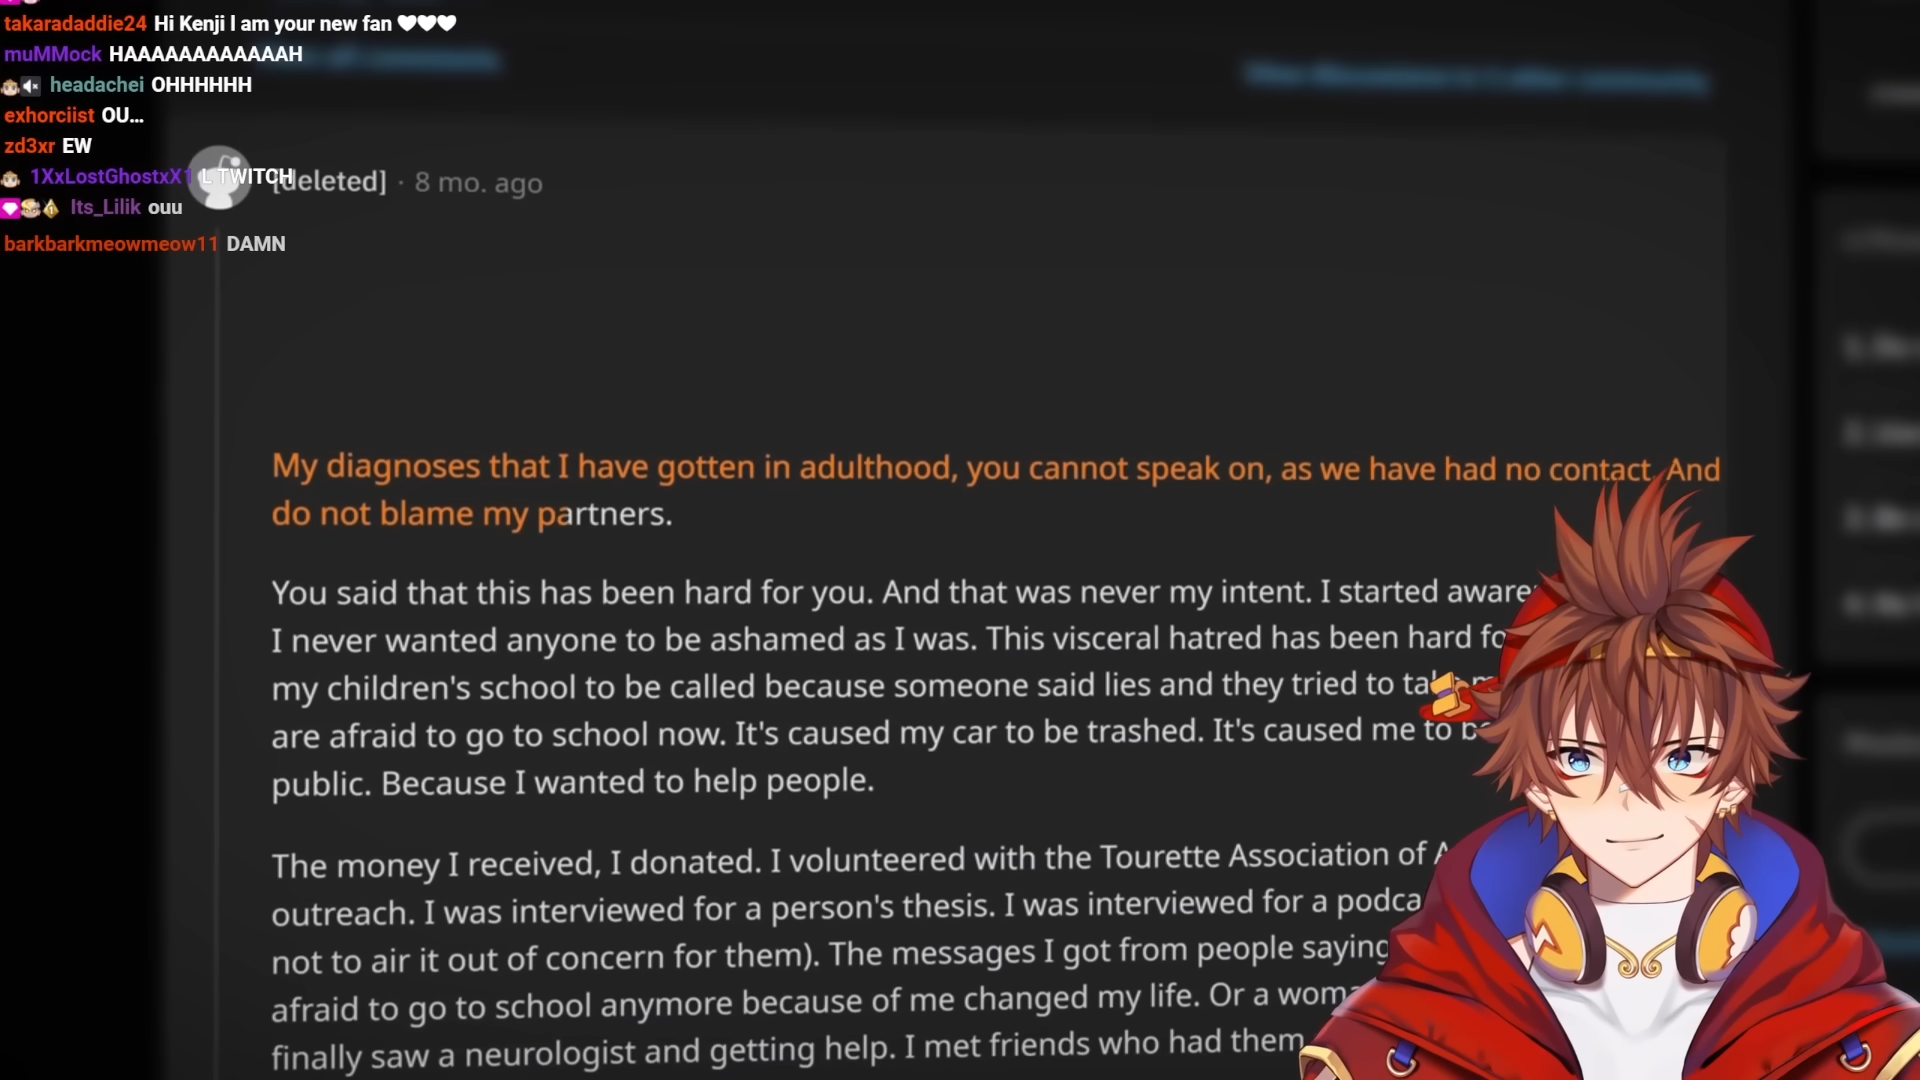 takaradaddie24 Hi Kenji I am your new fan ♥♥♥
muMMock HAAAAAAAAAAAAH
headachei OHHHHHH
exhorciist OU...
zd3xr EW
1XxLostGhostxX1 L TWITCH
Its_Lilik ouu
barkbarkmeowmeow11 DAMN
[deleted] · 8 mo. ago
My diagnoses that I have gotten in adulthood, you cannot speak on, as we have had no contact. And
do not blame my partners.
You said that this has been hard for you. And that was never my intent. I started
I never wanted anyone to be ashamed as I was. This visceral hatred has been hard
my children's school to be called because someone said lies and they tried to
are afraid to go to school now. It's caused my car to be trashed. It's caused me to
public. Because I wanted to help people.
The money I received, I donated. I volunteered with the Tourette Association of
outreach. I was interviewed for a person's thesis. I was interviewed for a
not to air it out of concern for them). The messages I got from people saying
afraid to go to school anymore because of me changed my life. Or a
finally saw a neurologist and getting help. I met friends who had them